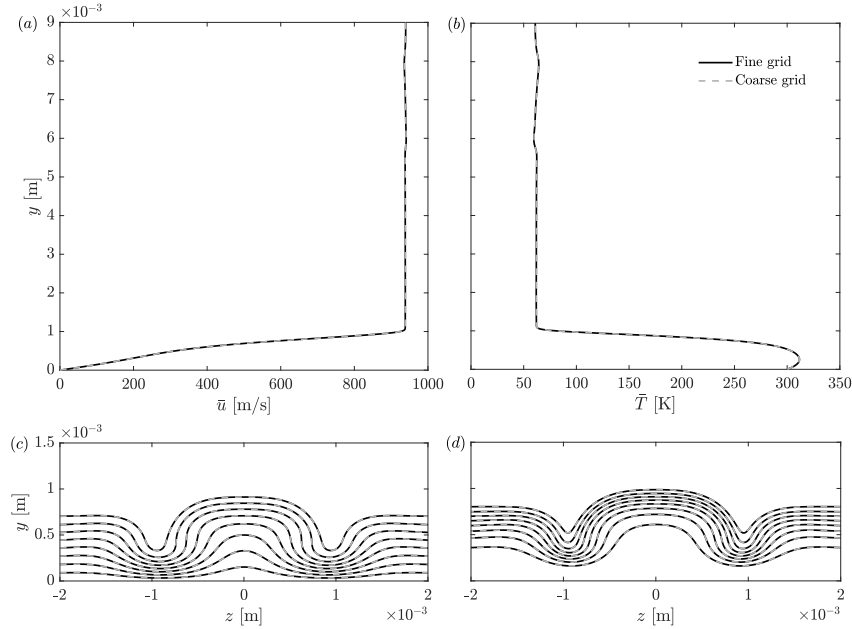 (a)
×10⁻³
9
8
7
6
5
4
3
2
1
0
y [m]
0 200 400 600 800 1000
ū [m/s]
(b)
Fine grid
Coarse grid
0 50 100 150 200 250 300 350
T̄ [K]
(c)
×10⁻³
1.5
1
0.5
0
y [m]
-2 -1 0 1 2
z [m] ×10⁻³
(d)
-2 -1 0 1 2
z [m] ×10⁻³